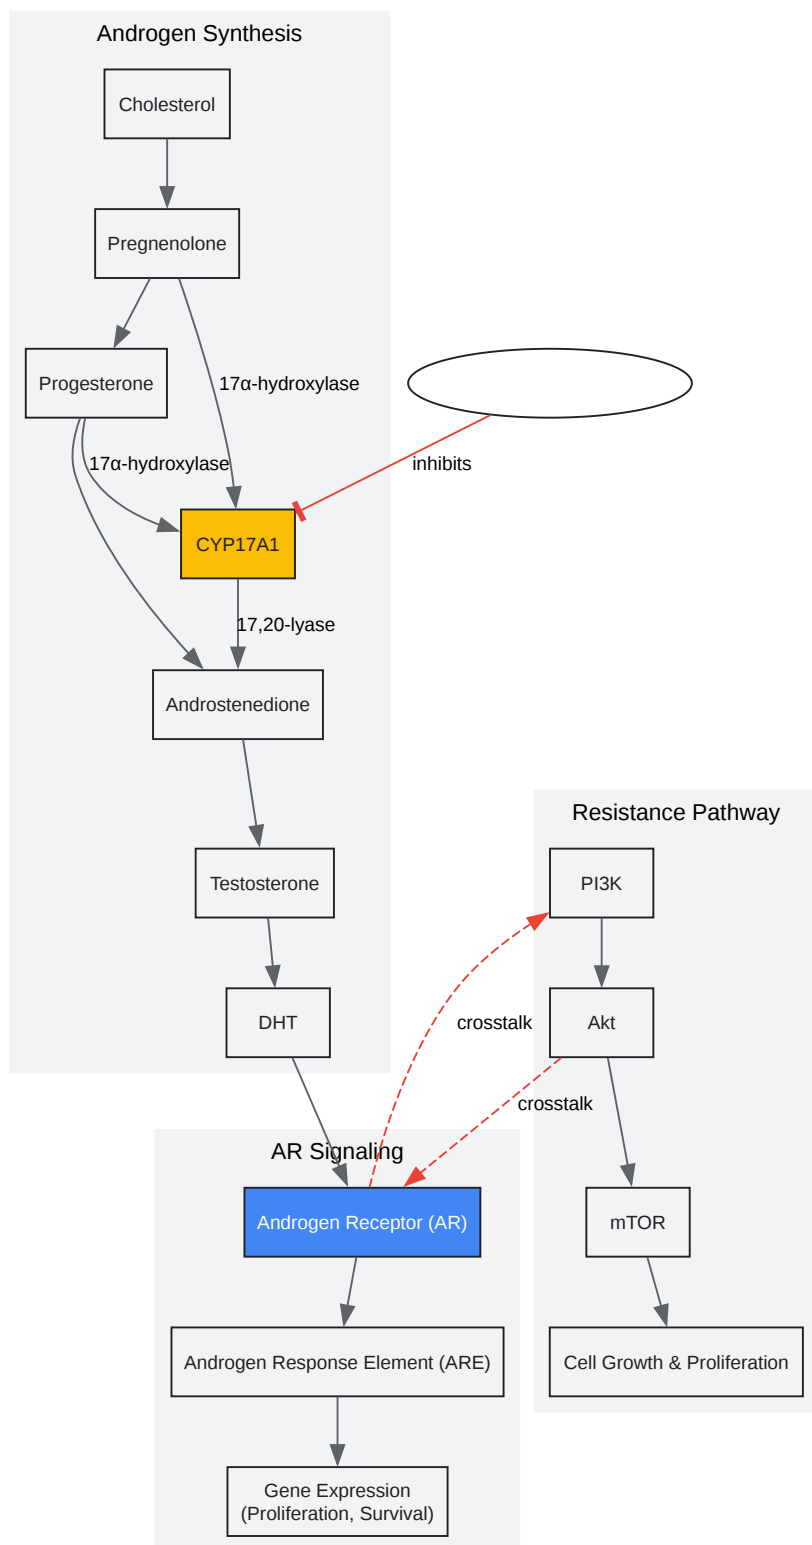 Androgen Synthesis
Cholesterol
Pregnenolone
Progesterone
17α-hydroxylase
17α-hydroxylase
inhibits
CYP17A1
17,20-lyase
Androstenedione
Resistance Pathway
Testosterone
PI3K
DHT
crosstalk
Akt
crosstalk
AR Signaling
Androgen Receptor (AR)
mTOR
Androgen Response Element (ARE)
Cell Growth & Proliferation
Gene Expression
(Proliferation, Survival)